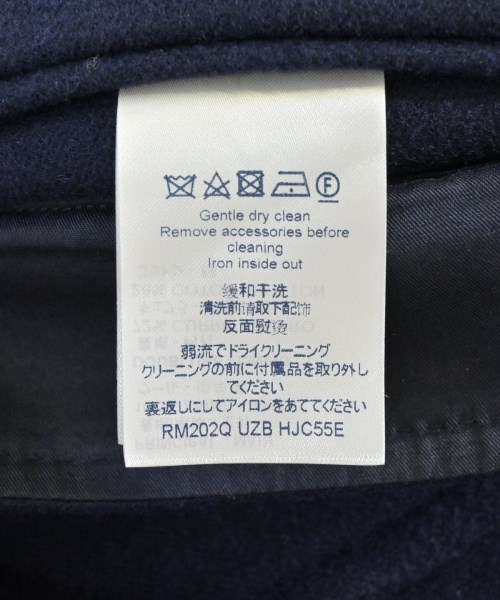 F
Gentle dry clean
Remove accessories before
cleaning
Iron inside out
缓和干洗
清洗前请取下配饰
反面熨烫
弱流でドライクリーニング
クリーニングの前に付属品を取り外し
てください
裏返しにしてアイロンをあててください
RM202Q UZB HJC55E